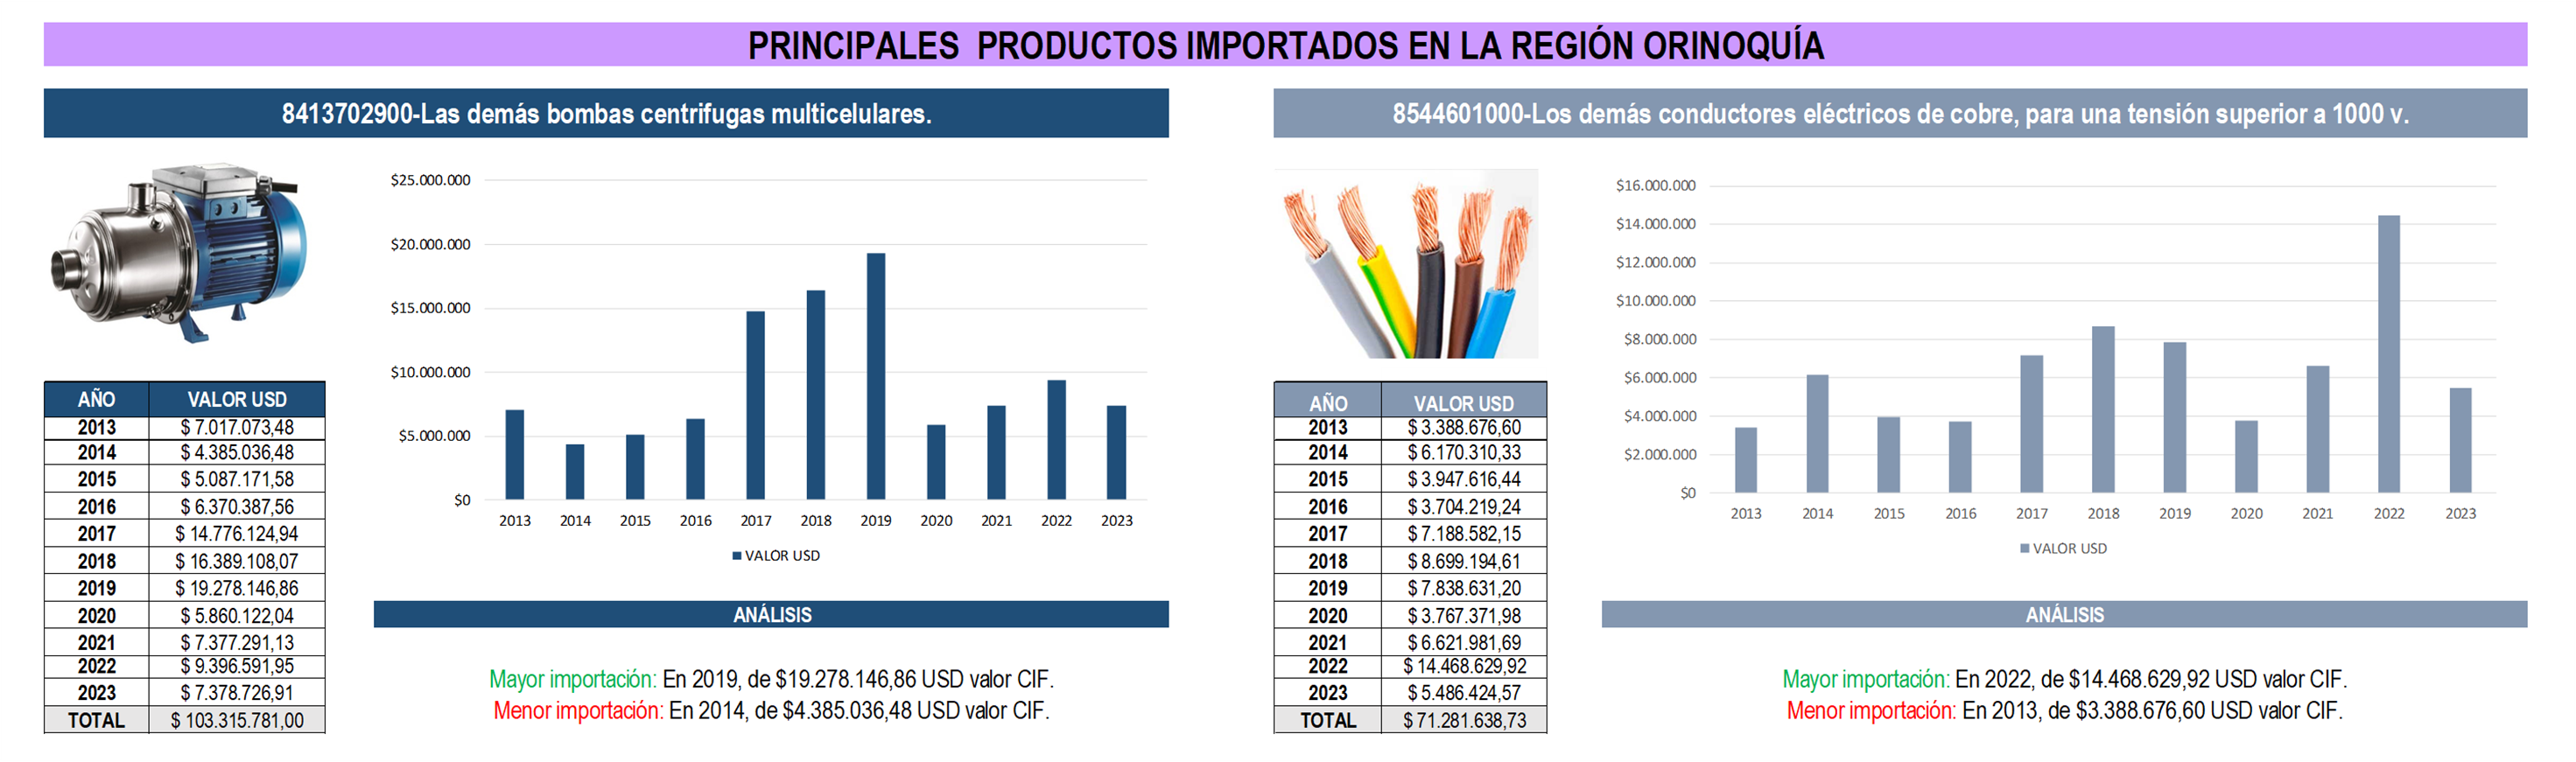 PRINCIPALES PRODUCTOS IMPORTADOS EN LA REGIÓN ORINOQUÍA
8413702900-Las demás bombas centrifugas multicelulares.
$25.000.000
$20.000.000
$15.000.000
$10.000.000
$5.000.000
$0
2013 2014 2015 2016 2017 2018 2019 2020 2021 2022 2023
VALOR USD
AÑO VALOR USD
2013 $ 7.017.073,48
2014 $ 4.385.036,48
2015 $ 5.087.171,58
2016 $ 6.370.387,56
2017 $ 14.776.124,94
2018 $ 16.389.108,07
2019 $ 19.278.146,86
2020 $ 5.860.122,04
2021 $ 7.377.291,13
2022 $ 9.396.591,95
2023 $ 7.378.726,91
TOTAL $ 103.315.781,00
ANÁLISIS
Mayor importación: En 2019, de $19.278.146,86 USD valor CIF.
Menor importación: En 2014, de $4.385.036,48 USD valor CIF.
8544601000-Los demás conductores eléctricos de cobre, para una tensión superior a 1000 v.
$16.000.000
$14.000.000
$12.000.000
$10.000.000
$8.000.000
$6.000.000
$4.000.000
$2.000.000
$0
2013 2014 2015 2016 2017 2018 2019 2020 2021 2022 2023
VALOR USD
AÑO VALOR USD
2013 $ 3.388.676,60
2014 $ 6.170.310,33
2015 $ 3.947.616,44
2016 $ 3.704.219,24
2017 $ 7.188.582,15
2018 $ 8.699.194,61
2019 $ 7.838.631,20
2020 $ 3.767.371,98
2021 $ 6.621.981,69
2022 $ 14.468.629,92
2023 $ 5.486.424,57
TOTAL $ 71.281.638,73
ANÁLISIS
Mayor importación: En 2022, de $14.468.629,92 USD valor CIF.
Menor importación: En 2013, de $3.388.676,60 USD valor CIF.